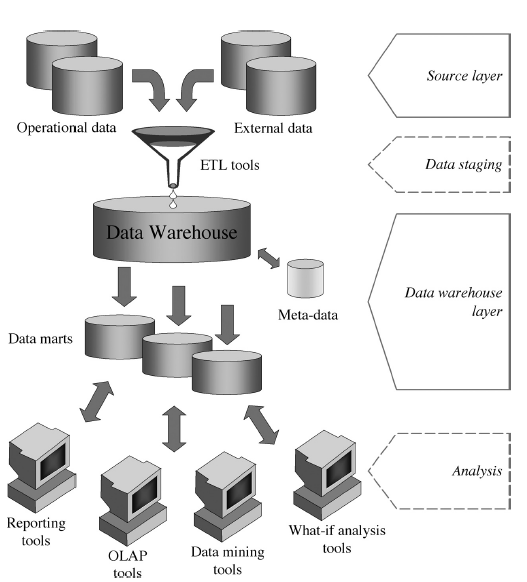 Source layer
Operational data
External data
ETL tools
Data staging
Data Warehouse
Data warehouse
layer
Meta-data
Data marts
Analysis
Reporting
tools
OLAP
tools
Data mining
tools
What-if analysis
tools